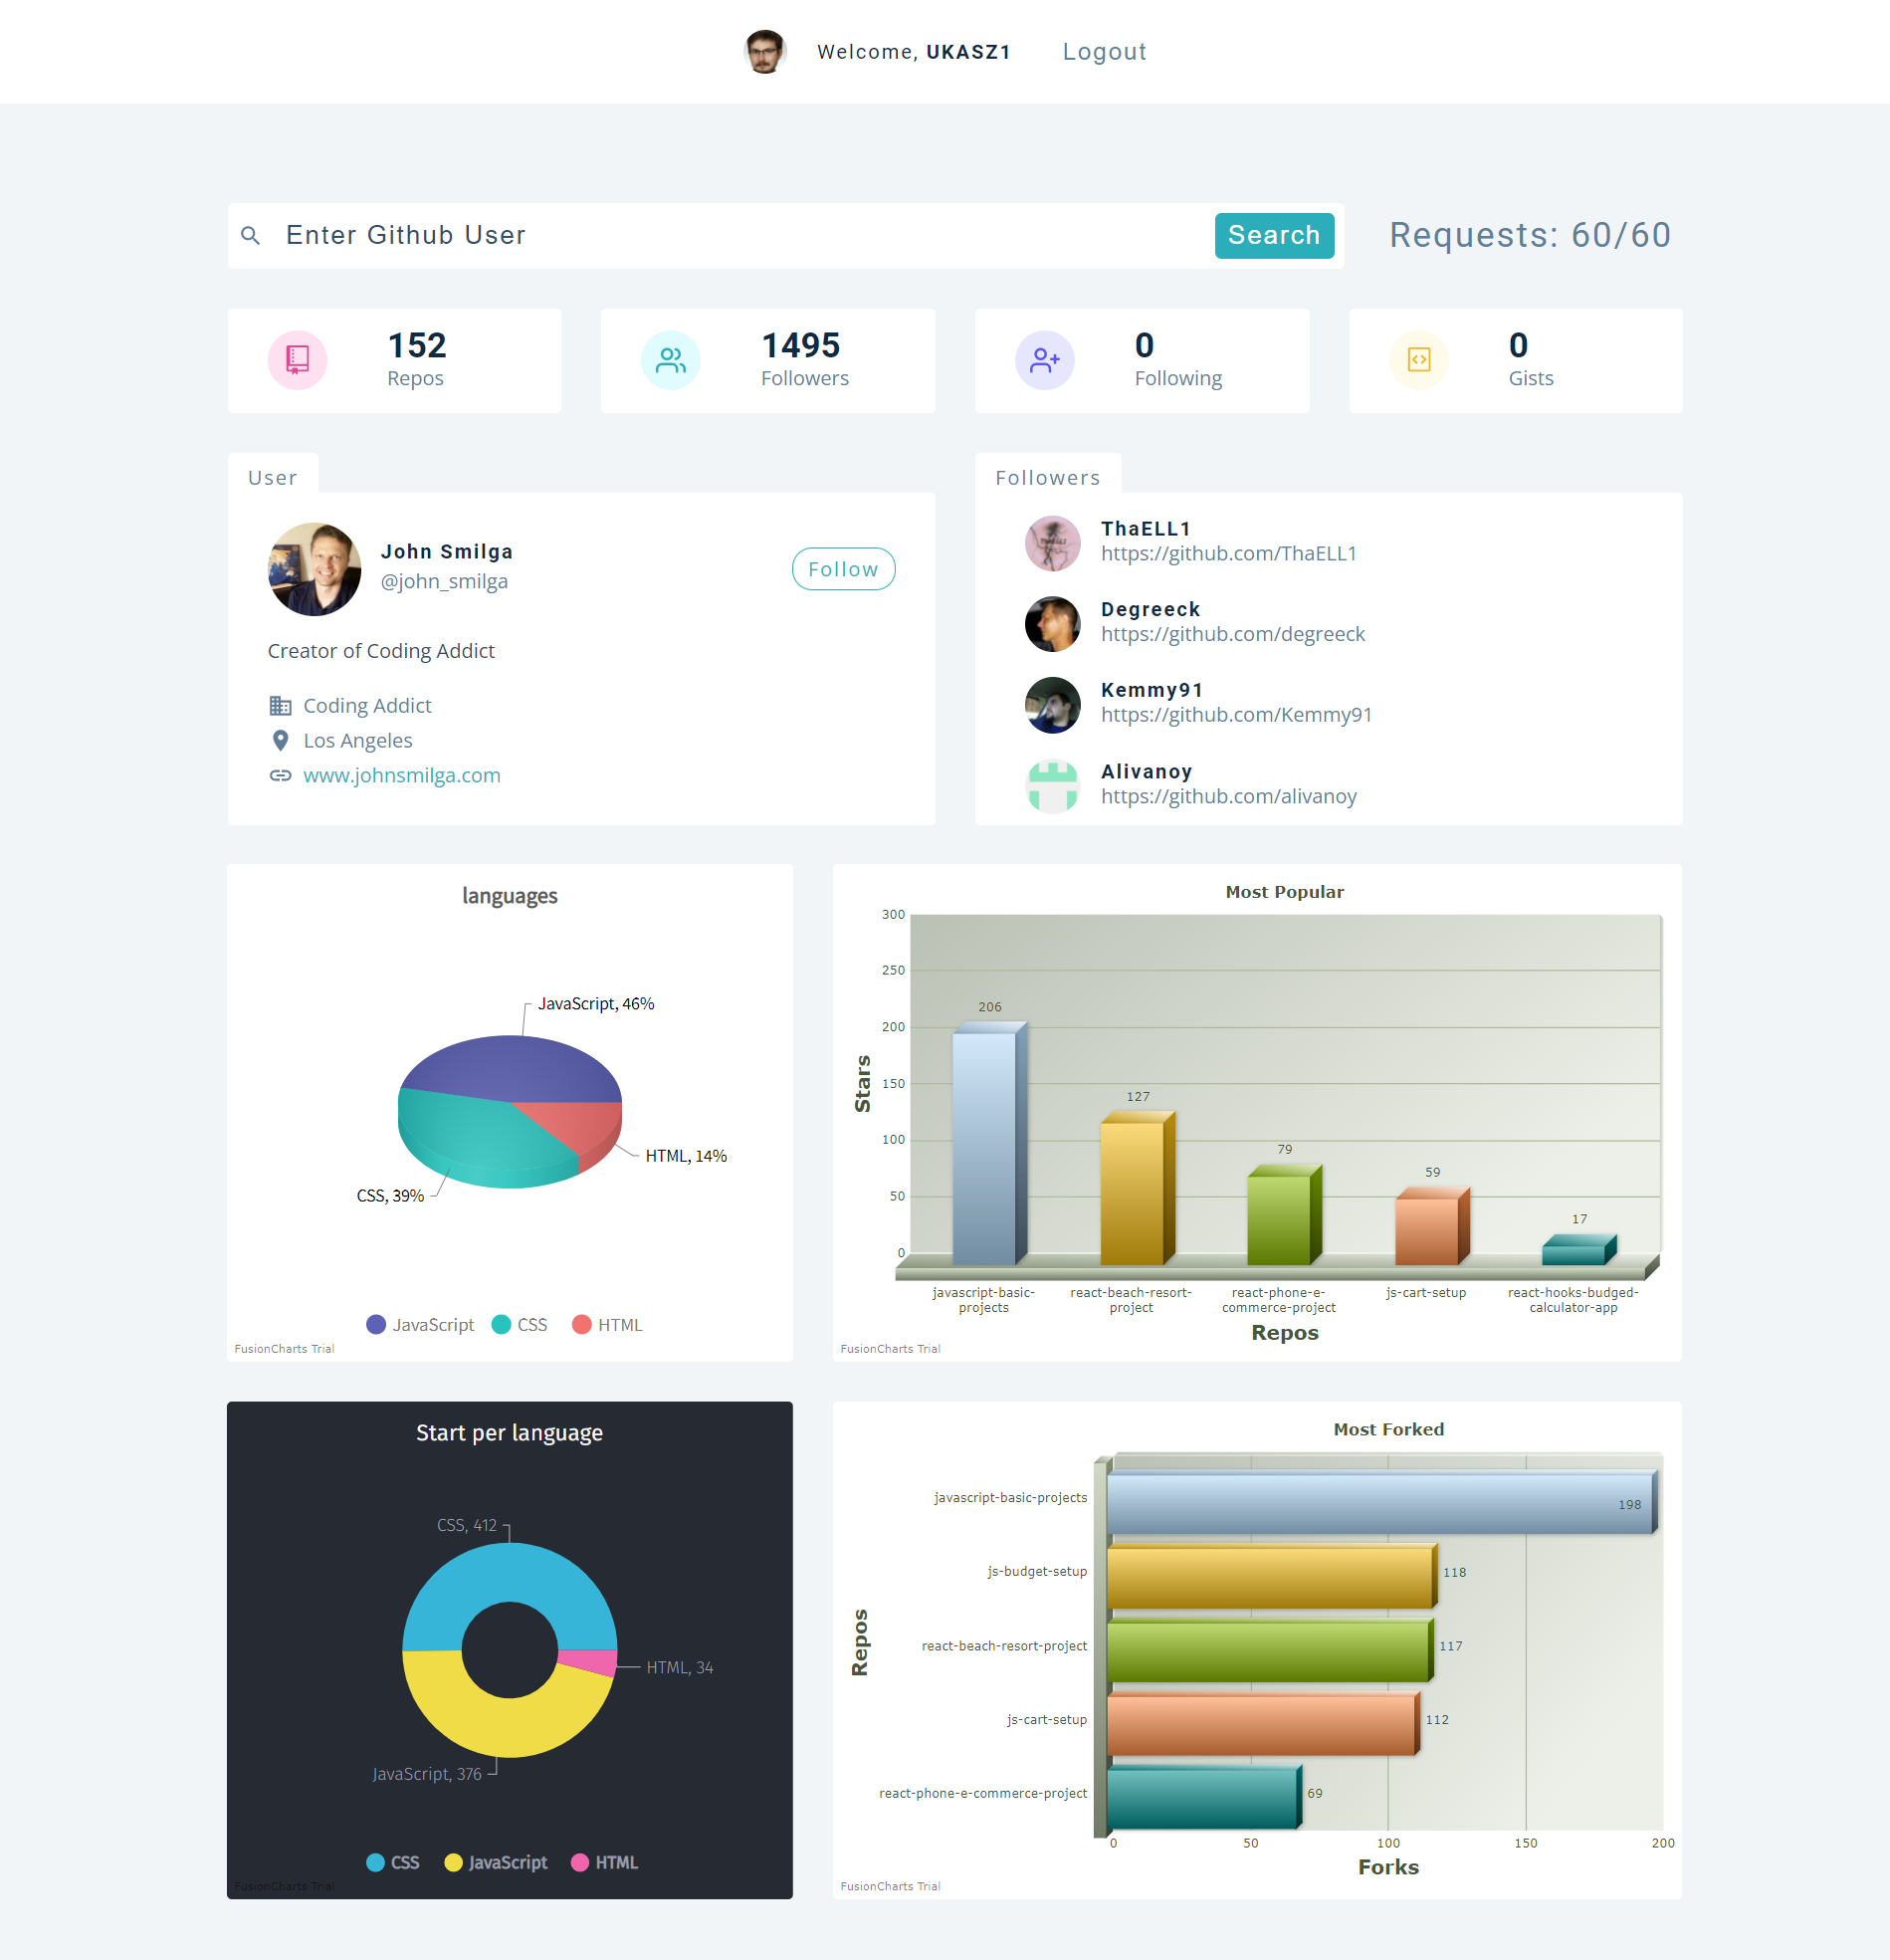 Welcome, UKASZ1
Logout
Enter Github User
Search
Requests: 60/60
152
Repos
1495
Followers
0
Following
0
Gists
User
John Smilga
@john_smilga
Follow
Creator of Coding Addict
Coding Addict
Los Angeles
www.johnsmilga.com
Followers
ThaELL1
https://github.com/ThaELL1
Degreeck
https://github.com/degreeck
Kemmy91
https://github.com/Kemmy91
Alivanoy
https://github.com/alivanoy
languages
JavaScript, 46%
HTML, 14%
CSS, 39%
JavaScript
CSS
HTML
FusionCharts Trial
Most Popular
Stars
300
250
200
150
100
50
0
206
127
79
59
17
javascript-basic-
projects
react-beach-resort-
project
react-phone-e-
commerce-project
js-cart-setup
react-hooks-budged-
calculator-app
Repos
FusionCharts Trial
Start per language
CSS, 412
HTML, 34
JavaScript, 376
CSS
JavaScript
HTML
FusionCharts Trial
Most Forked
Repos
javascript-basic-projects
198
js-budget-setup
118
react-beach-resort-project
117
js-cart-setup
112
react-phone-e-commerce-project
69
0
50
100
150
200
Forks
FusionCharts Trial